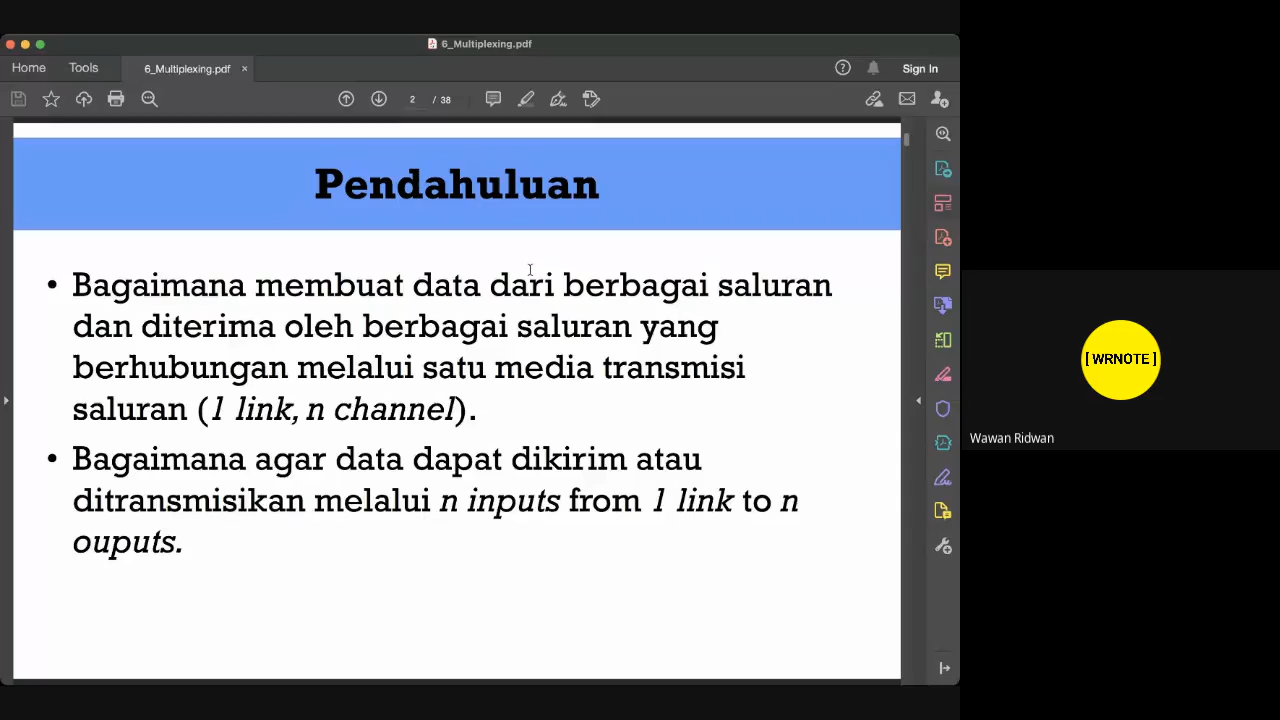 6_Multiplexing.pdf
Home Tools 6_Multiplexing.pdf × Sign In
2 / 38
Pendahuluan
• Bagaimana membuat data dari berbagai saluran
dan diterima oleh berbagai saluran yang
berhubungan melalui satu media transmisi
saluran (1 link, n channel).
• Bagaimana agar data dapat dikirim atau
ditransmisikan melalui n inputs from 1 link to n
ouputs.
[ WRNOTE ]
Wawan Ridwan